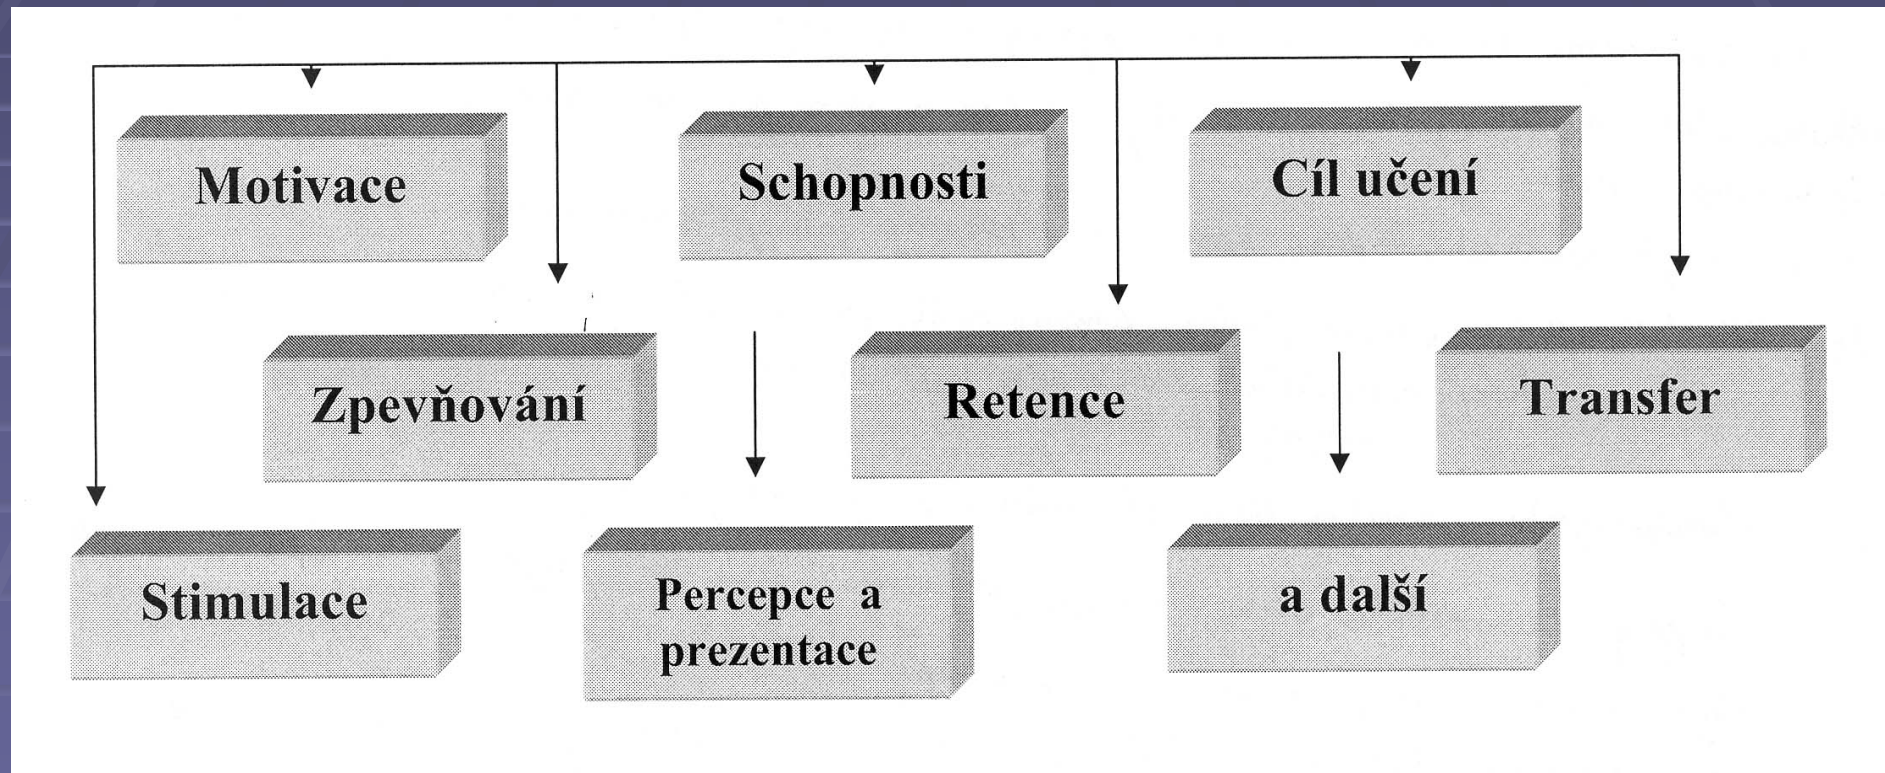 Motivace
Schopnosti
Cíl učení
Zpevňování
Retence
Transfer
Stimulace
Percepce a
prezentace
a další